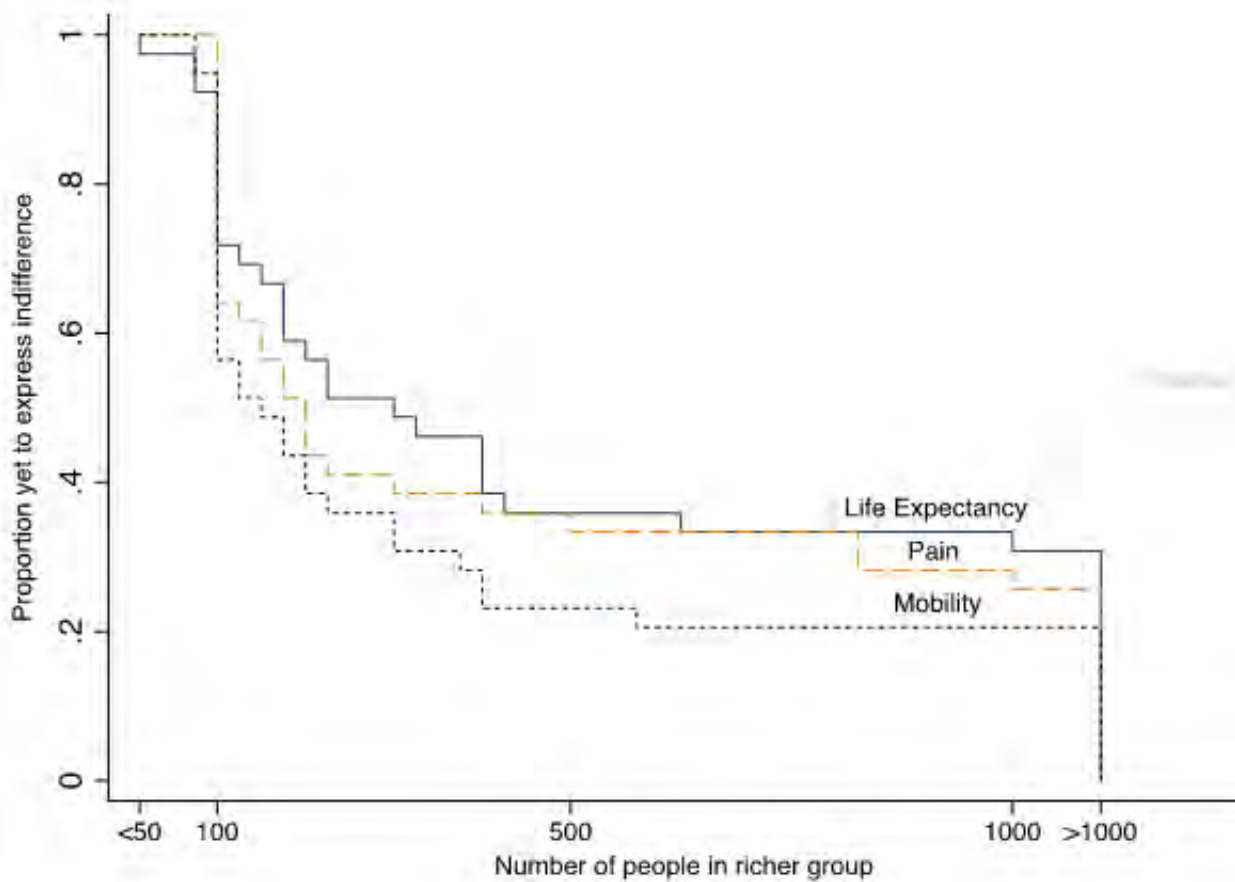 Proportion yet to express indifference
1
.8
.6
.4
.2
0
Life Expectancy
Pain
Mobility
<50 100 500 1000 >1000
Number of people in richer group